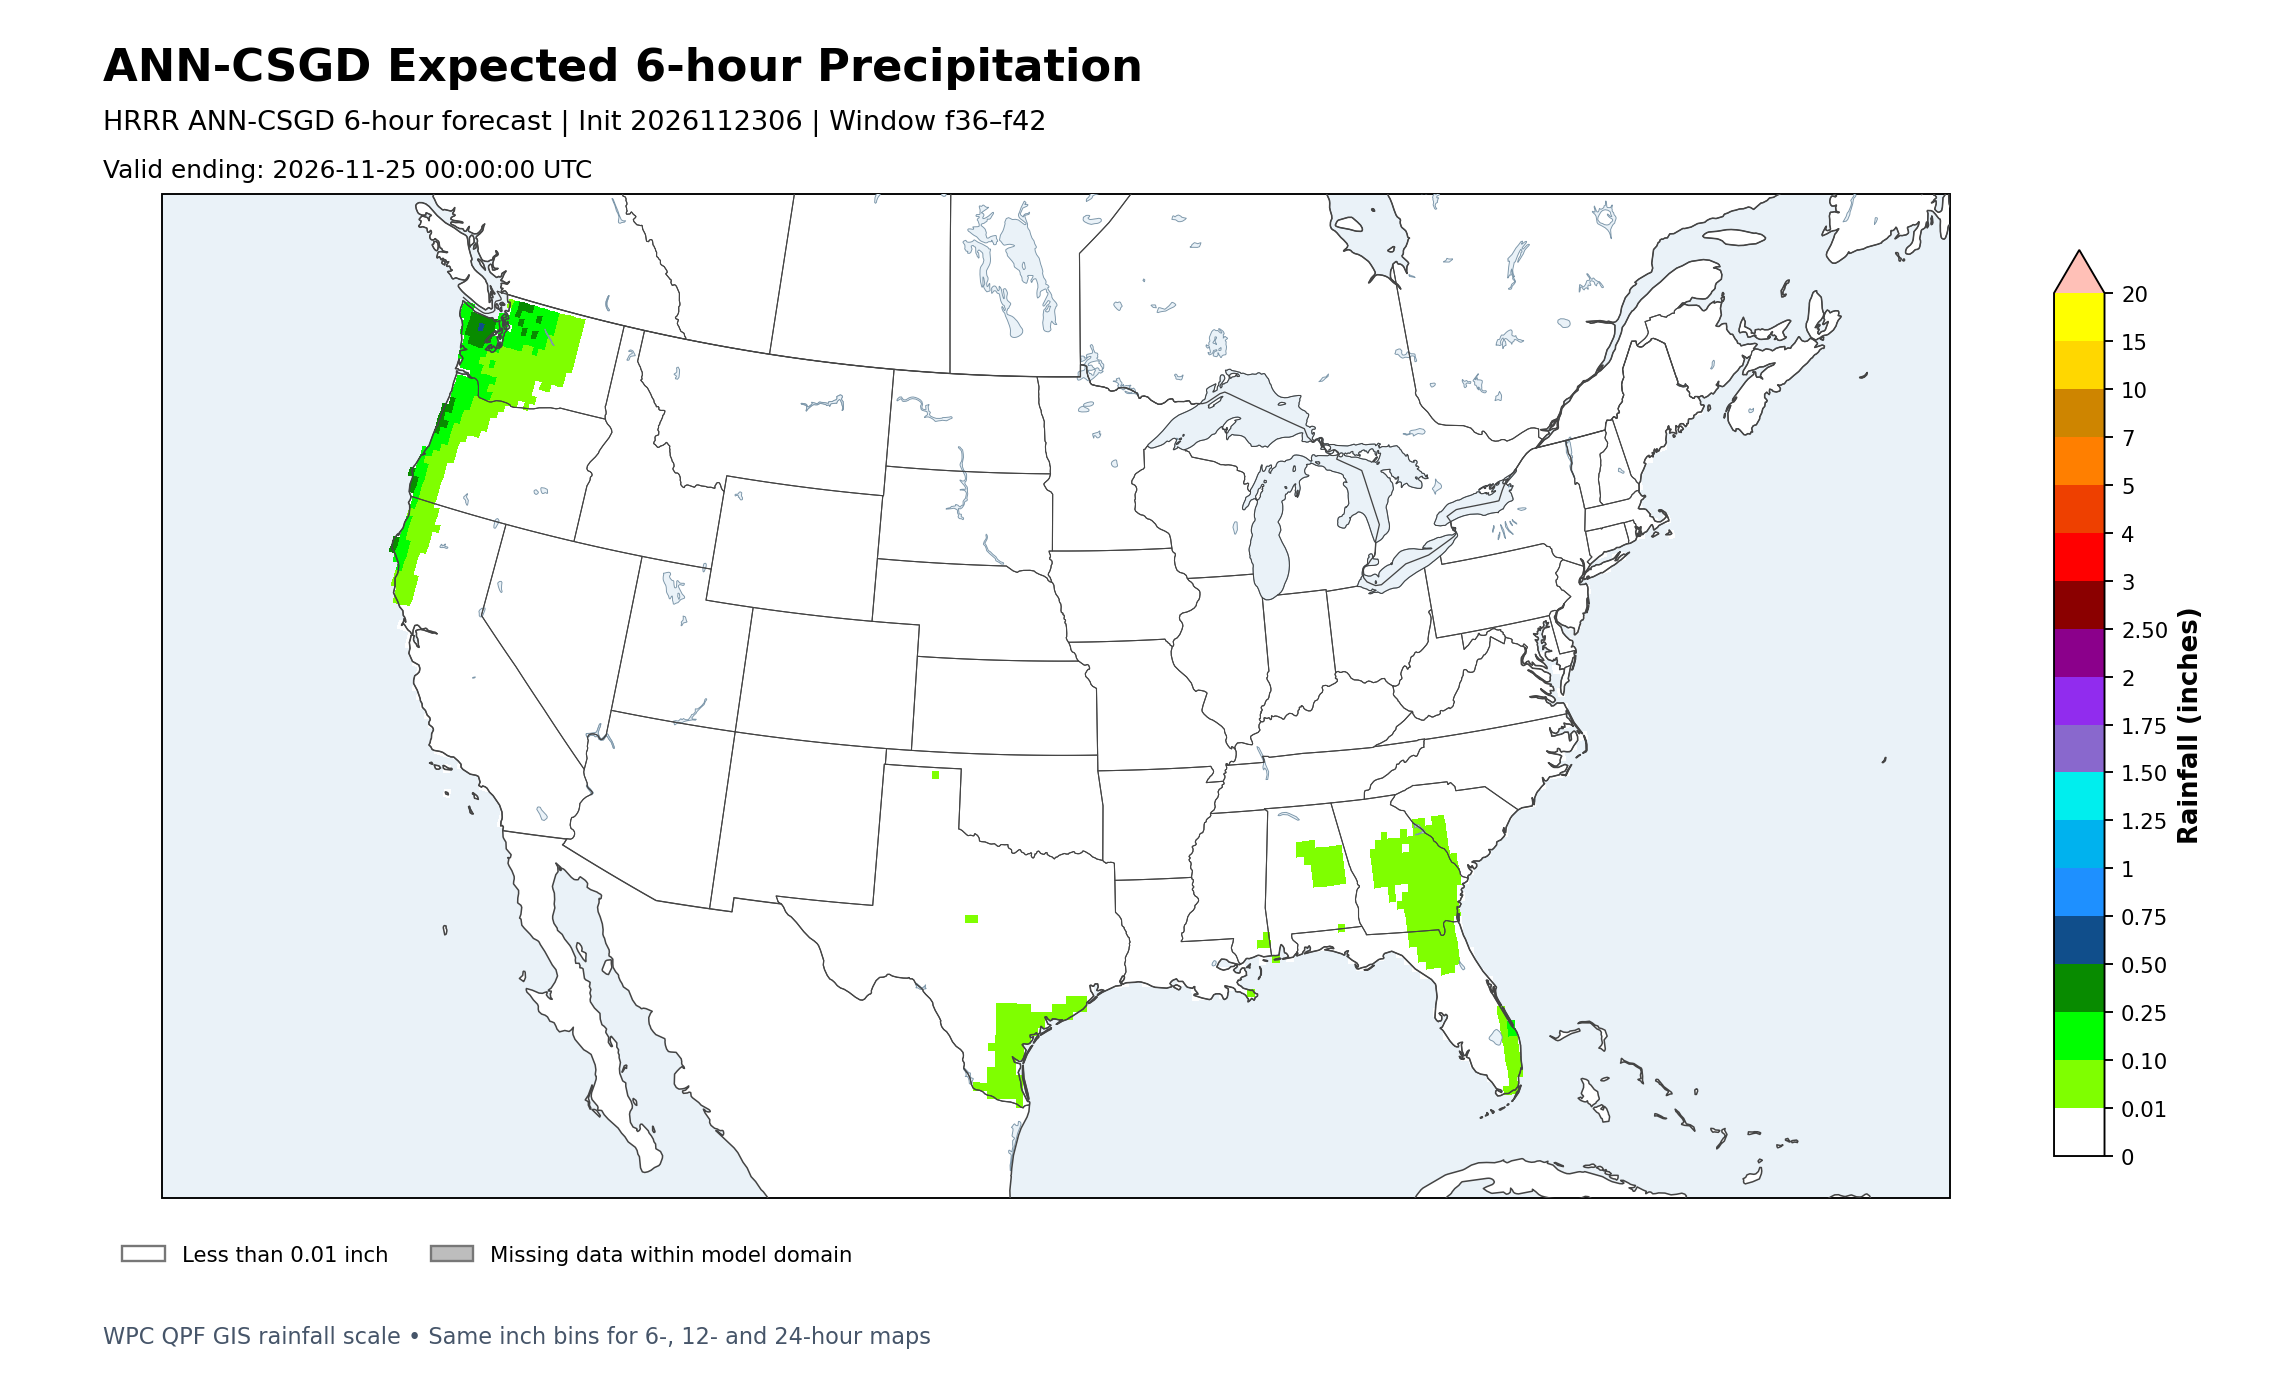 ANN-CSGD Expected 6-hour Precipitation
HRRR ANN-CSGD 6-hour forecast | Init 2026112306 | Window f36–f42
Valid ending: 2026-11-25 00:00:00 UTC
20
15
10
7
5
4
3
2.50
2
1.75
1.50
1.25
1
0.75
0.50
0.25
0.10
0.01
0
Rainfall (inches)
Less than 0.01 inch
Missing data within model domain
WPC QPF GIS rainfall scale • Same inch bins for 6-, 12- and 24-hour maps